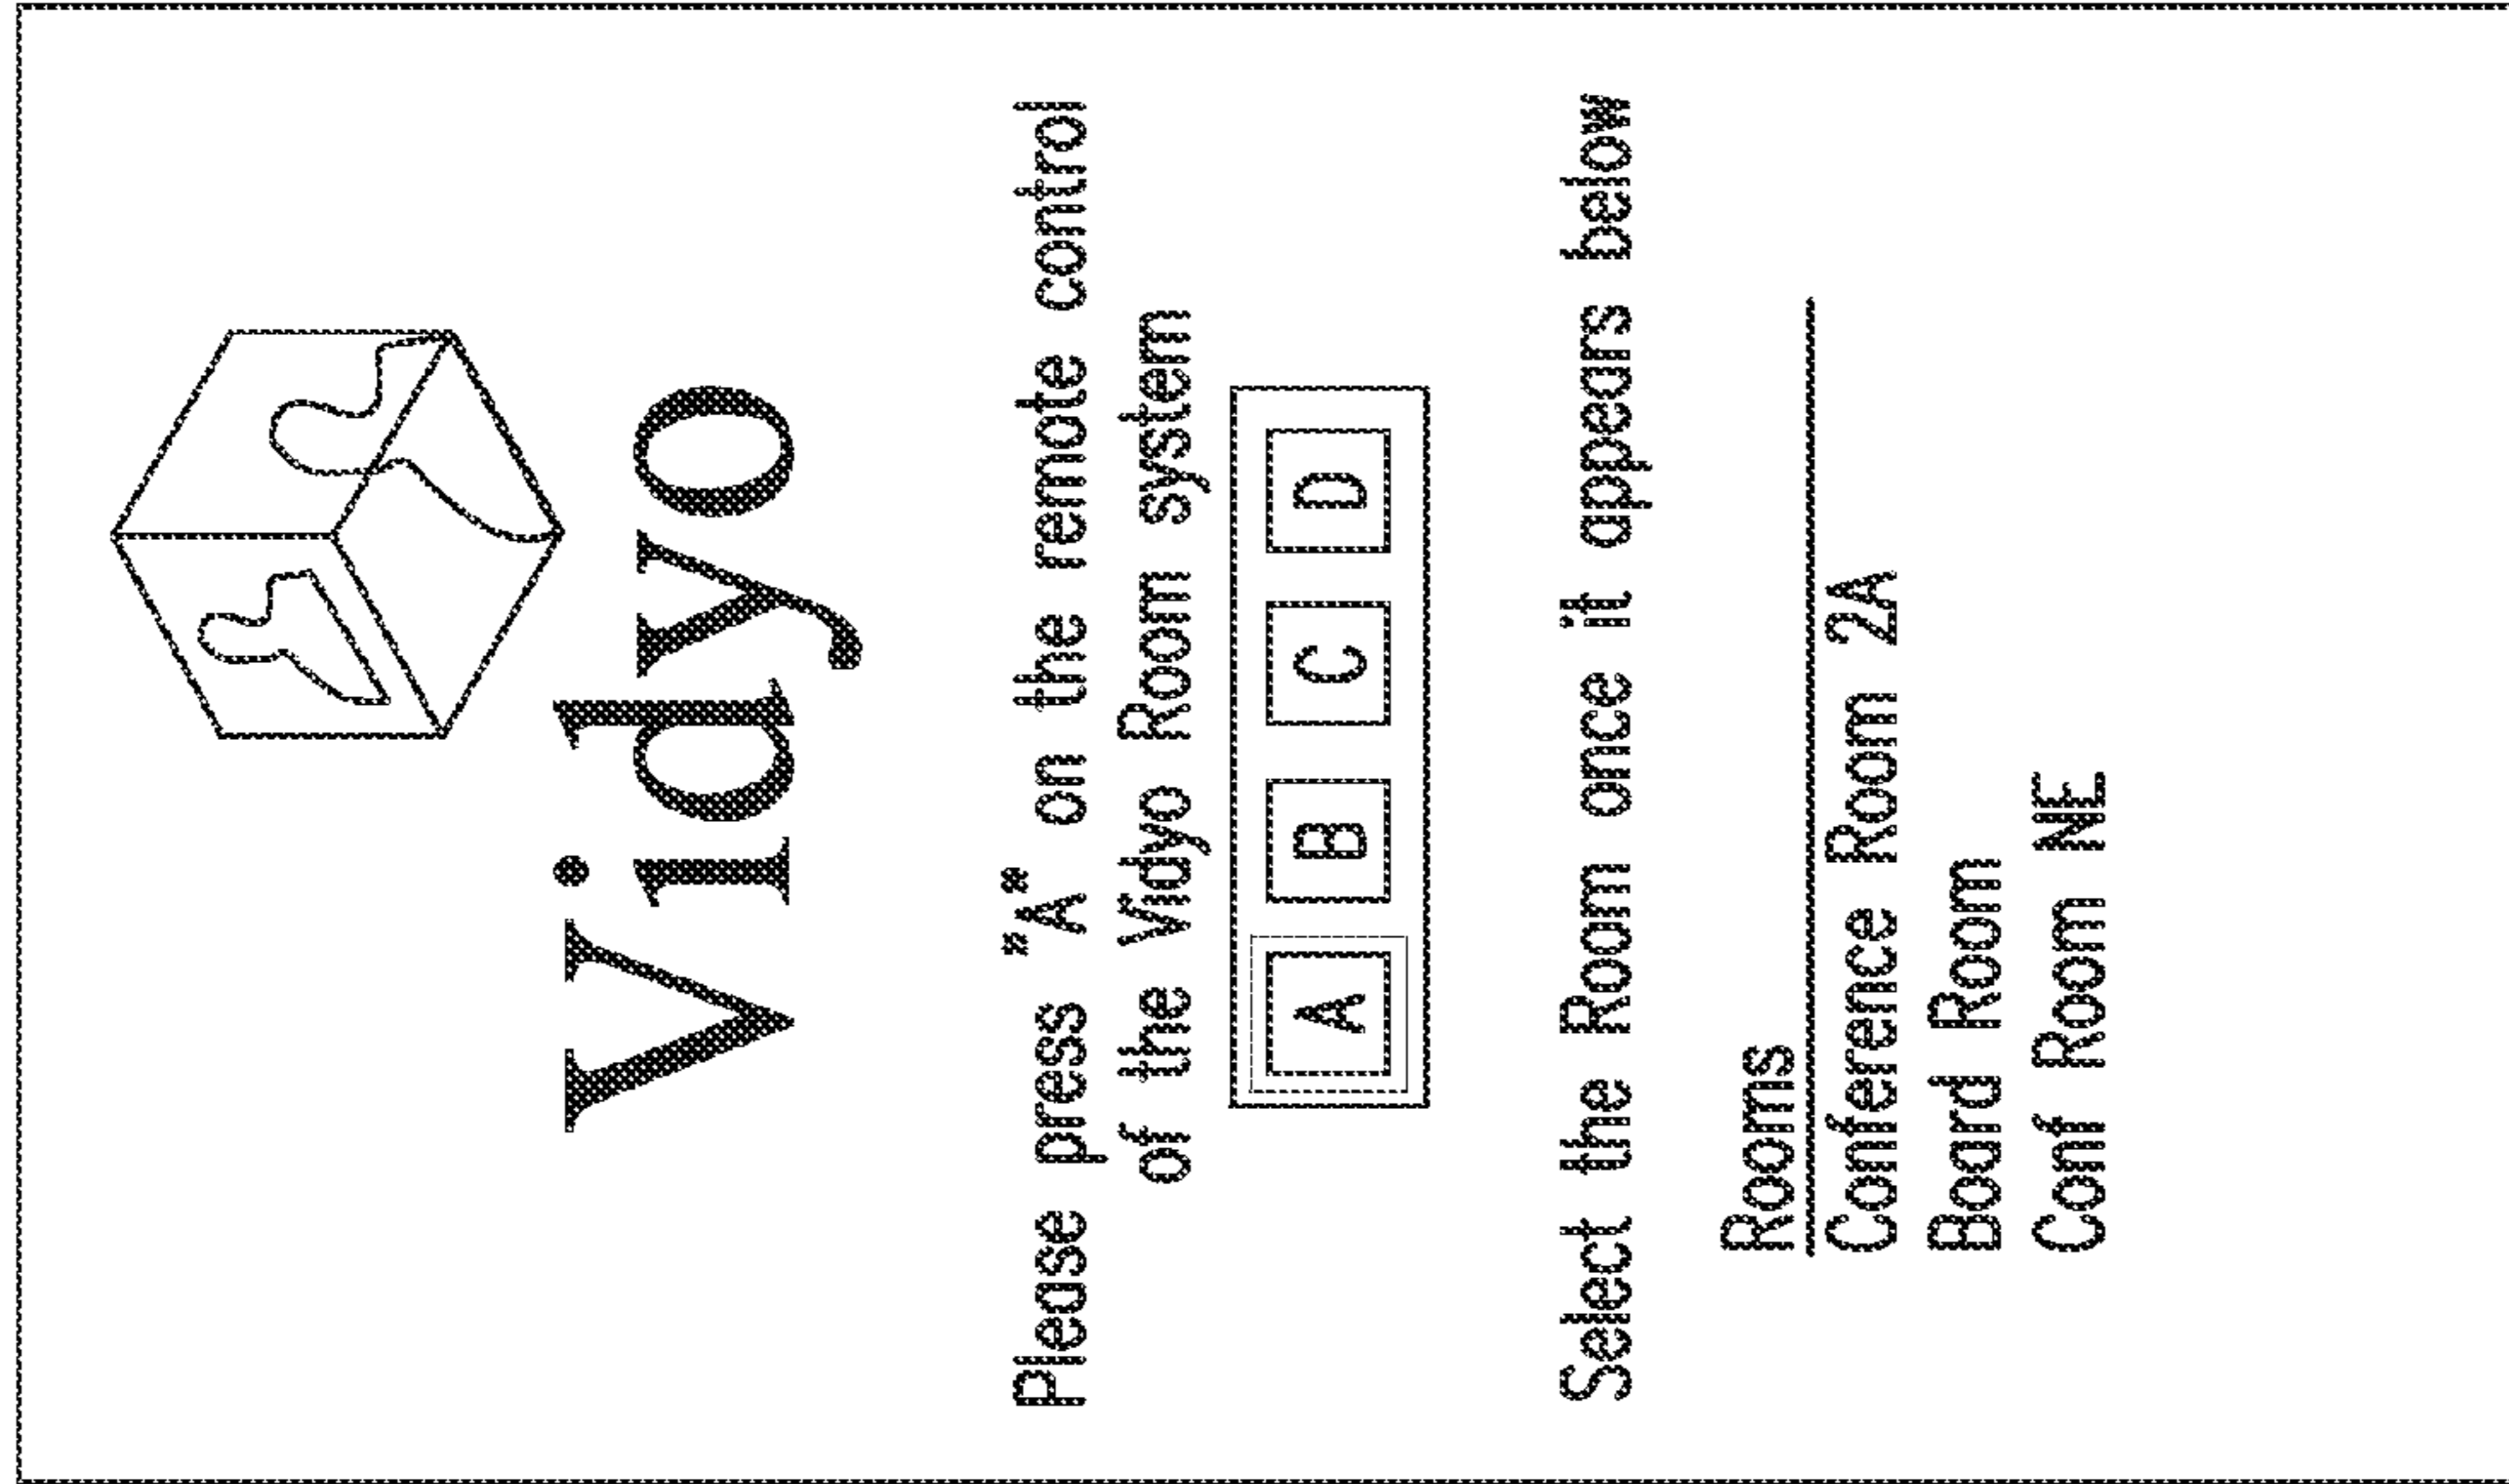 Vidyo
Please press "A" on the remote control
of the Vidyo Room system
A B C D
Select the Room once it appears below
Rooms
Conference Room 2A
Board Room
Conf Room NE